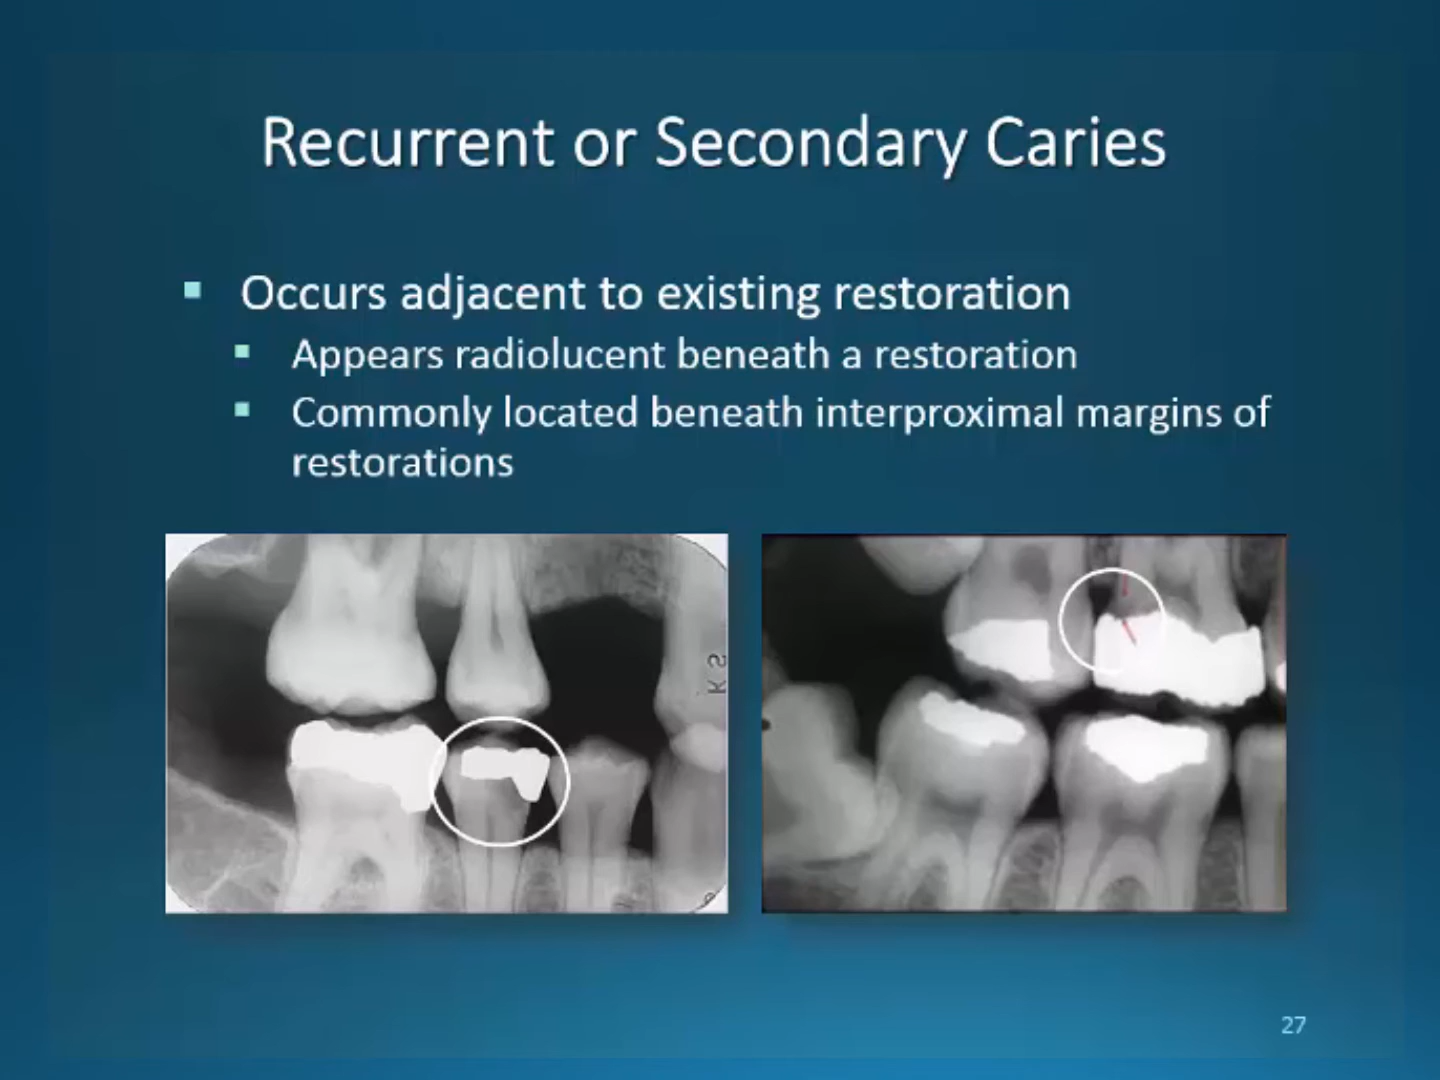 Recurrent or Secondary Caries
Occurs adjacent to existing restoration
Appears radiolucent beneath a restoration
Commonly located beneath interproximal margins of
restorations
27